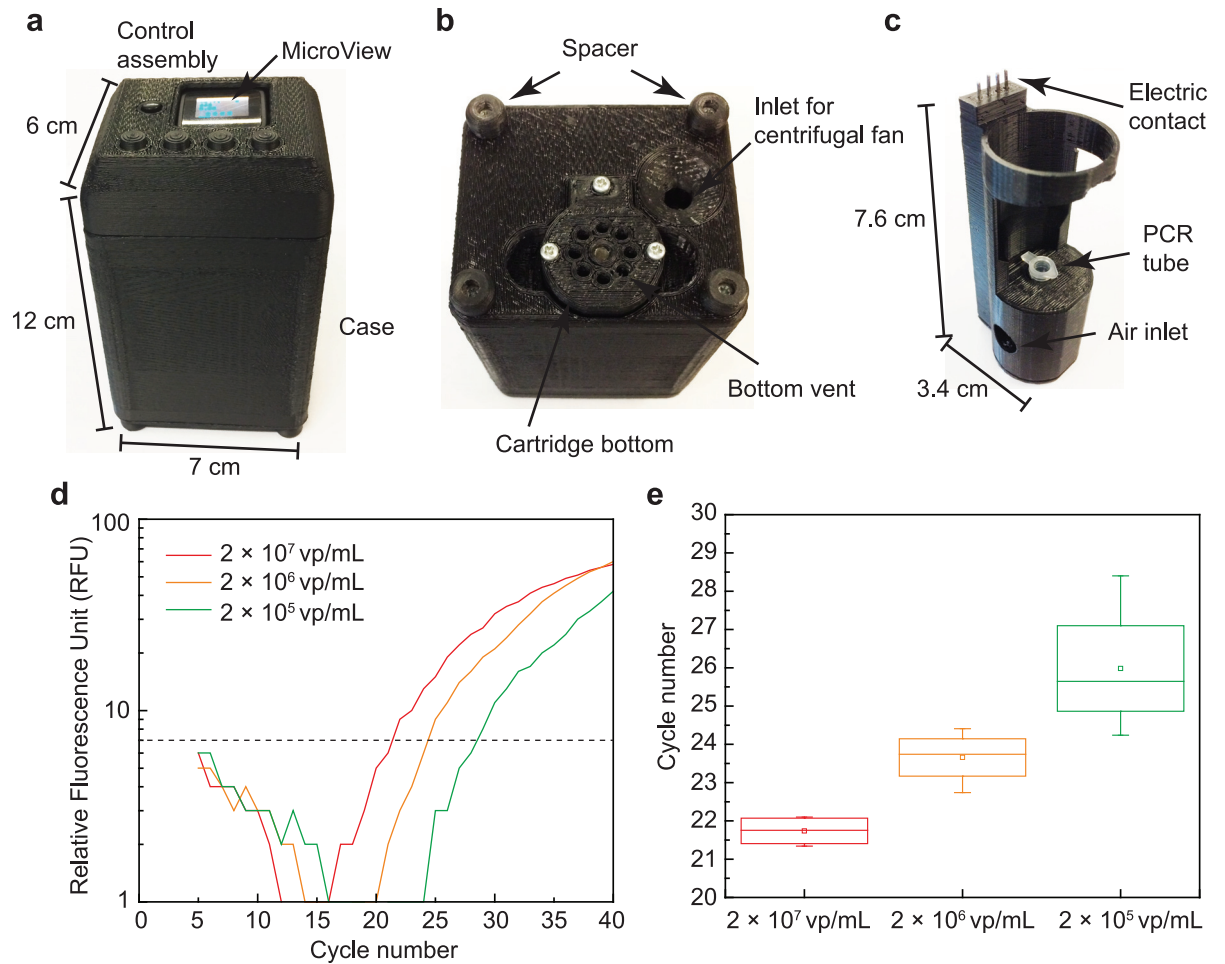 a
Control
assembly
MicroView
6 cm
12 cm
Case
7 cm
b
Spacer
Inlet for
centrifugal fan
Bottom vent
Cartridge bottom
c
Electric
contact
7.6 cm
PCR
tube
Air inlet
3.4 cm
d
Relative Fluorescence Unit (RFU)
100
10
1
2 × 10⁷ vp/mL
2 × 10⁶ vp/mL
2 × 10⁵ vp/mL
0 5 10 15 20 25 30 35 40
Cycle number
e
Cycle number
30
29
28
27
26
25
24
23
22
21
20
2 × 10⁷ vp/mL 2 × 10⁶ vp/mL 2 × 10⁵ vp/mL